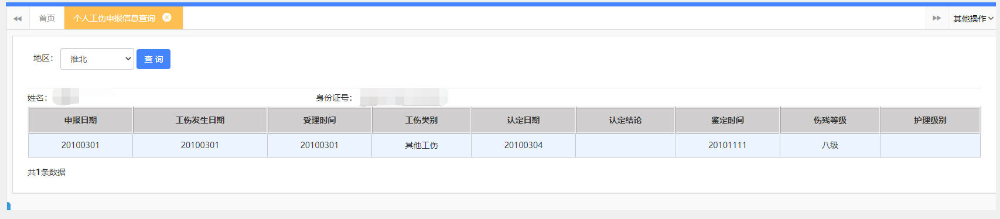 首页 个人工伤申报信息查询 其他操作
地区： 淮北 查 询
姓名： 身份证号：
申报日期 工伤发生日期 受理时间 工伤类别 认定日期 认定结论 鉴定时间 伤残等级 护理级别
20100301 20100301 20100301 其他工伤 20100304 20101111 八级
共1条数据